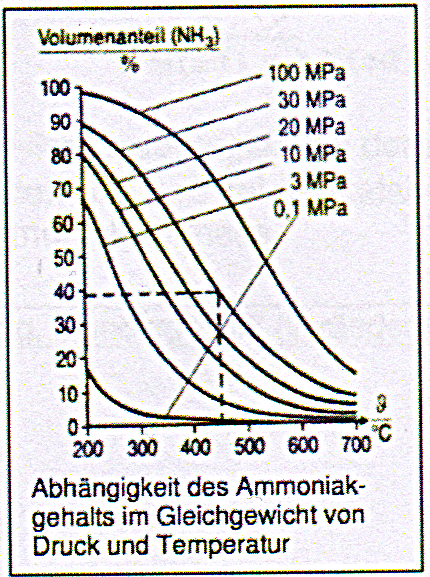 Volumenanteil (NH₃)
%
100
90
80
70
60
50
40
30
20
10
0
100 MPa
30 MPa
20 MPa
10 MPa
3 MPa
0,1 MPa
200 300 400 500 600 700
ϑ
°C
Abhängigkeit des Ammoniak-
gehalts im Gleichgewicht von
Druck und Temperatur